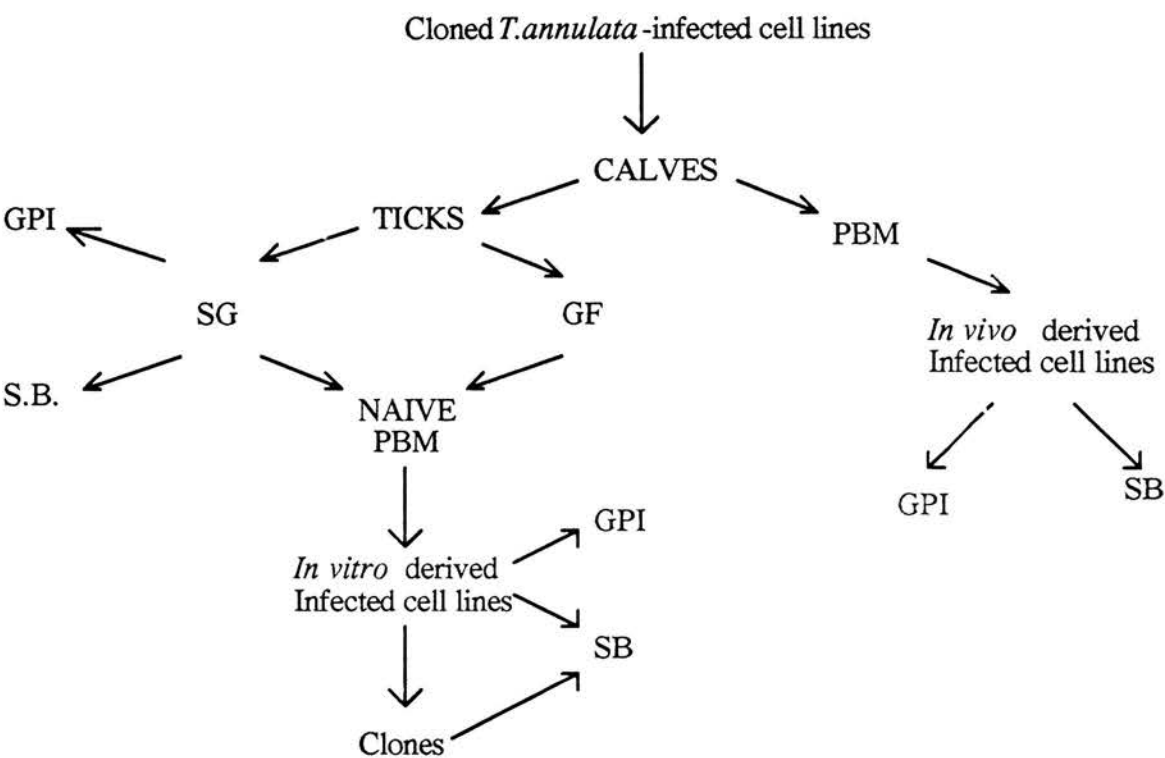 Cloned T.annulata -infected cell lines
CALVES
GPI
TICKS
PBM
SG
GF
In vivo derived
Infected cell lines
S.B.
NAIVE
PBM
GPI
SB
GPI
In vitro derived
Infected cell lines
SB
Clones